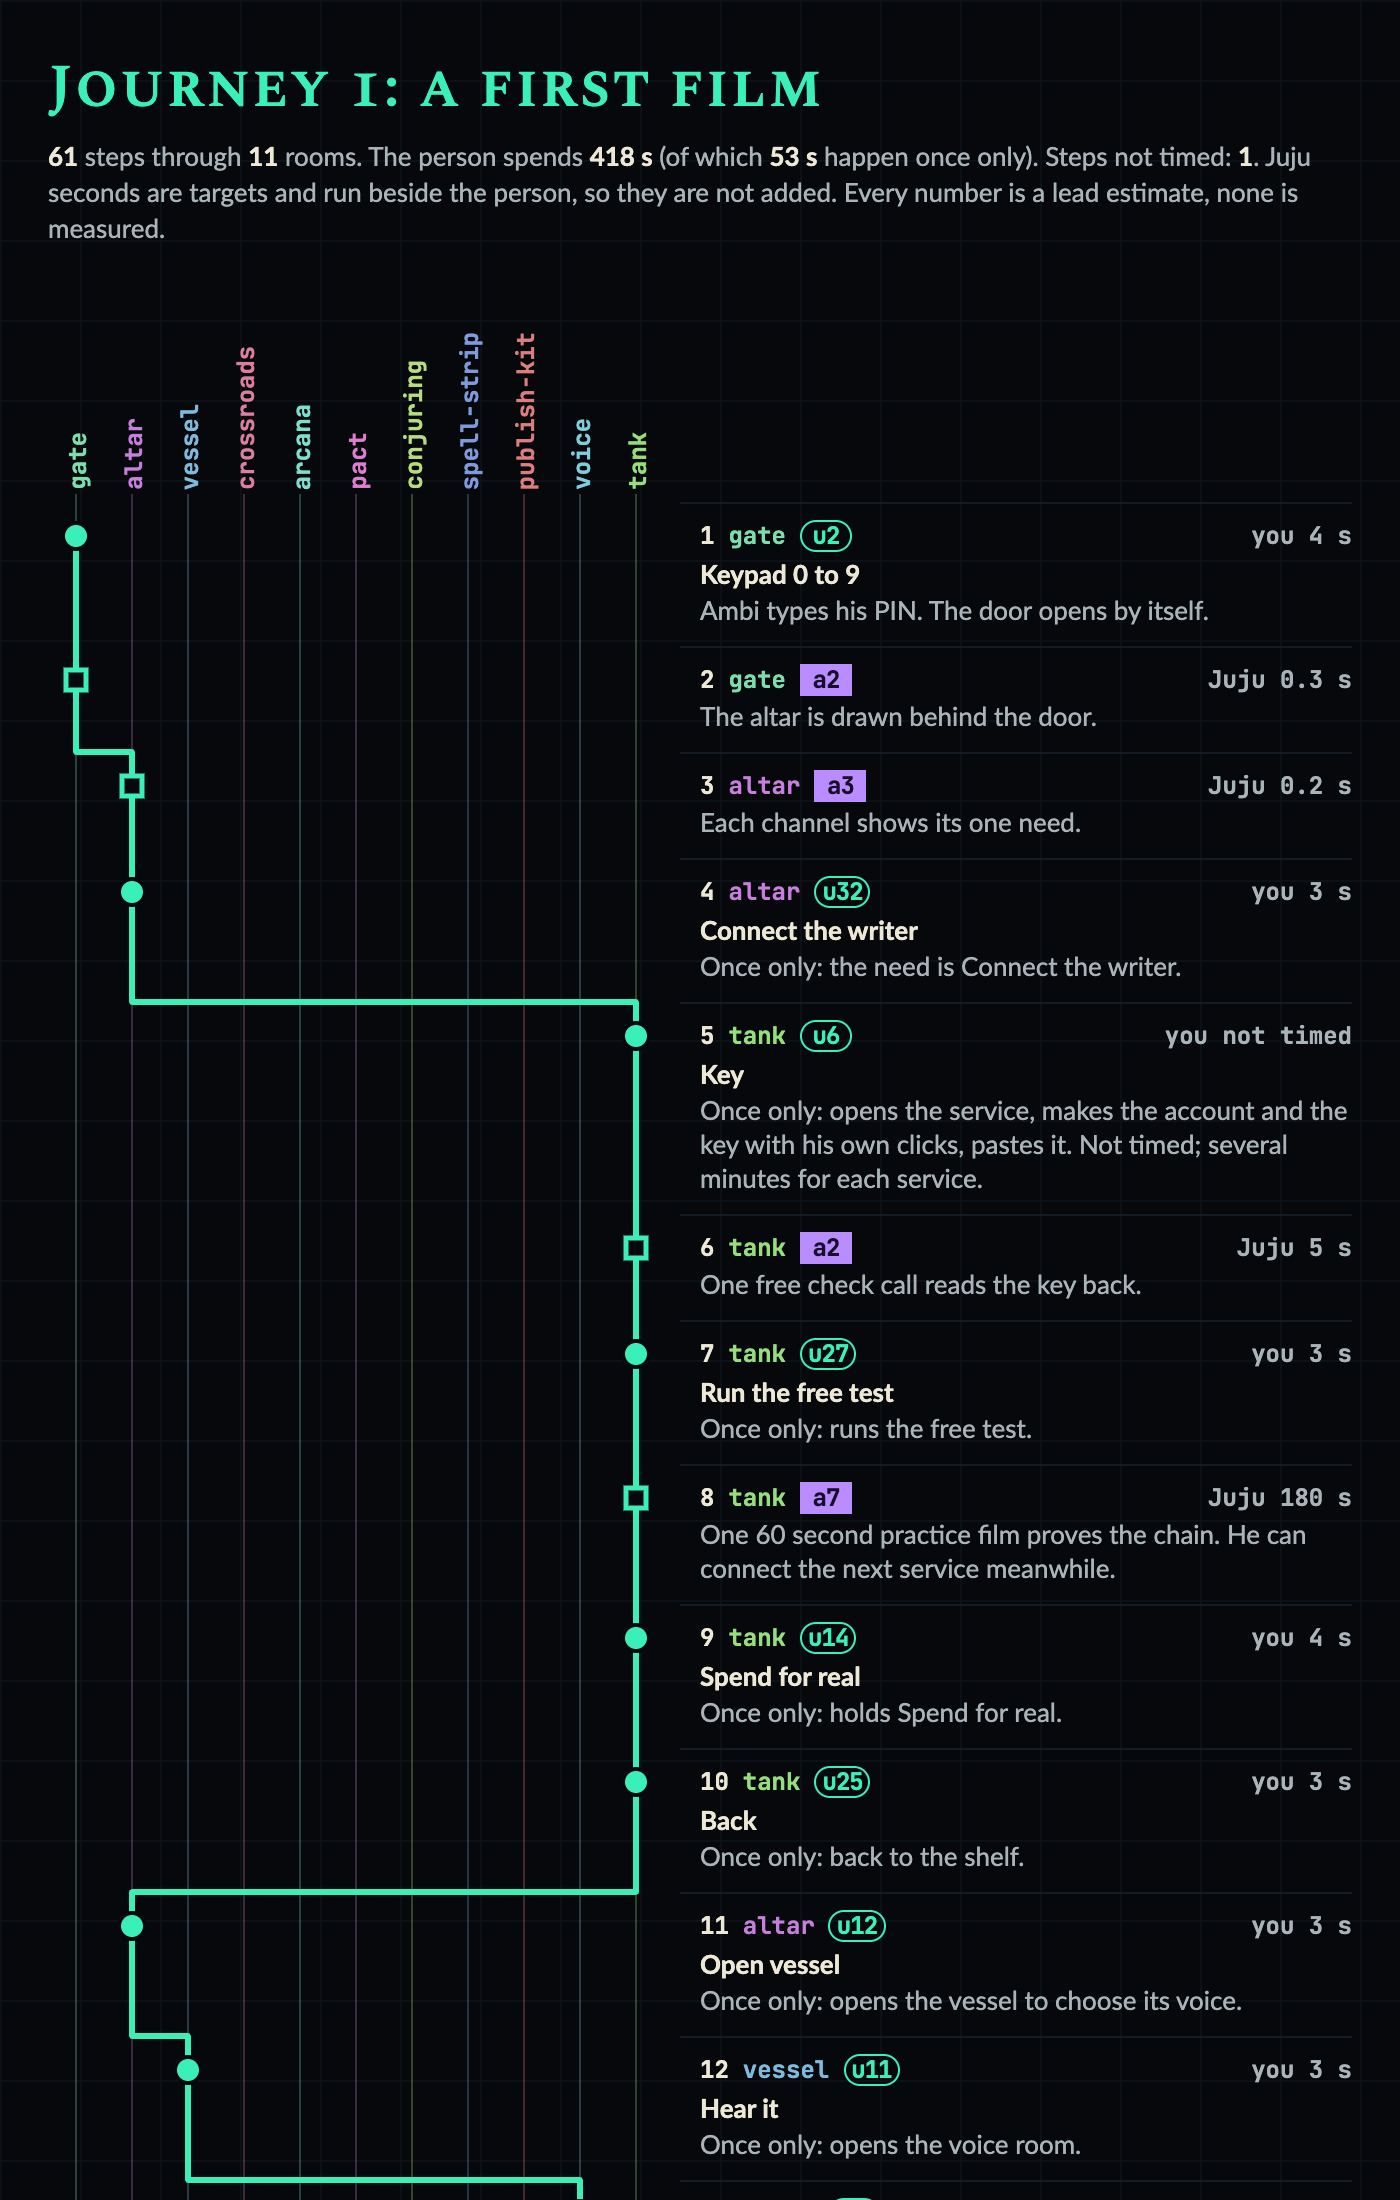 Journey 1: a first film
61 steps through 11 rooms. The person spends 418 s (of which 53 s happen once only). Steps not timed: 1. Juju
seconds are targets and run beside the person, so they are not added. Every number is a lead estimate, none is
measured.
gate
altar
vessel
crossroads
arcana
pact
conjuring
spell-strip
publish-kit
voice
tank
1 gate u2 you 4 s
Keypad 0 to 9
Ambi types his PIN. The door opens by itself.
2 gate a2 Juju 0.3 s
The altar is drawn behind the door.
3 altar a3 Juju 0.2 s
Each channel shows its one need.
4 altar u32 you 3 s
Connect the writer
Once only: the need is Connect the writer.
5 tank u6 you not timed
Key
Once only: opens the service, makes the account and the
key with his own clicks, pastes it. Not timed; several
minutes for each service.
6 tank a2 Juju 5 s
One free check call reads the key back.
7 tank u27 you 3 s
Run the free test
Once only: runs the free test.
8 tank a7 Juju 180 s
One 60 second practice film proves the chain. He can
connect the next service meanwhile.
9 tank u14 you 4 s
Spend for real
Once only: holds Spend for real.
10 tank u25 you 3 s
Back
Once only: back to the shelf.
11 altar u12 you 3 s
Open vessel
Once only: opens the vessel to choose its voice.
12 vessel u11 you 3 s
Hear it
Once only: opens the voice room.